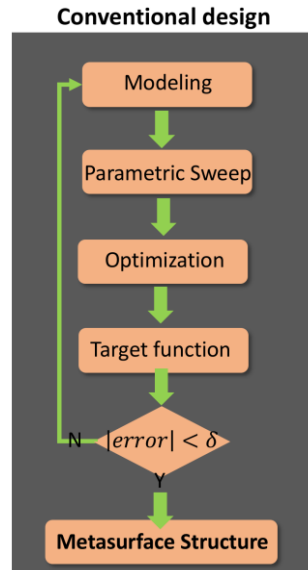 Conventional design
Modeling
Parametric Sweep
Optimization
Target function
N |error| < δ
Y
Metasurface Structure